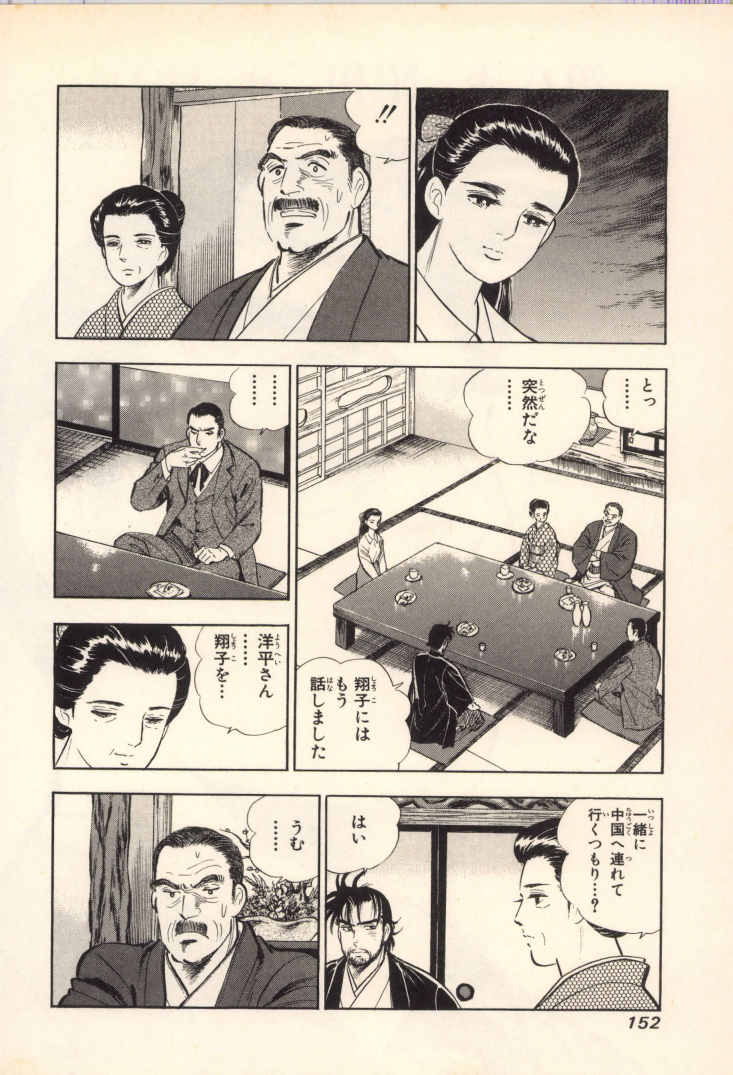 !!
とっ
……
突然だな
……
翔子には
もう
話しました
……
……
洋平さん
……
翔子を…
一緒に
中国へ連れて
行くつもり…?
はい
うむ
……
152